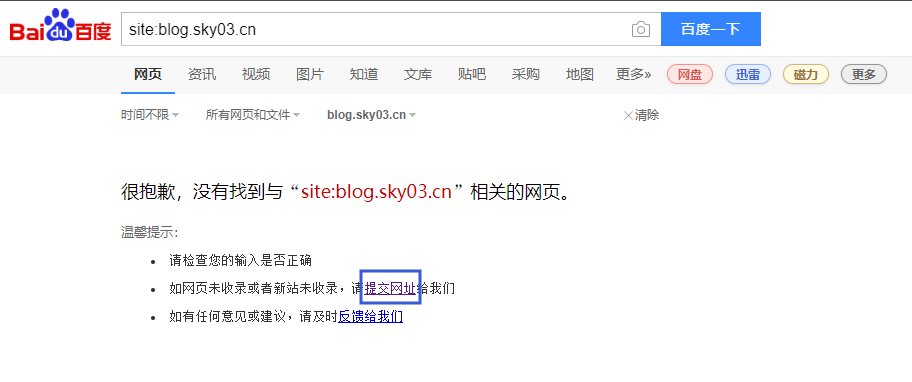 Bai du 百度 site:blog.sky03.cn 百度一下
网页 资讯 视频 图片 知道 文库 贴吧 采购 地图 更多» 网盘 迅雷 磁力 更多
时间不限 所有网页和文件 blog.sky03.cn 清除
很抱歉，没有找到与“site:blog.sky03.cn”相关的网页。
温馨提示：
请检查您的输入是否正确
如网页未收录或者新站未收录，请提交网址给我们
如有任何意见或建议，请及时反馈给我们